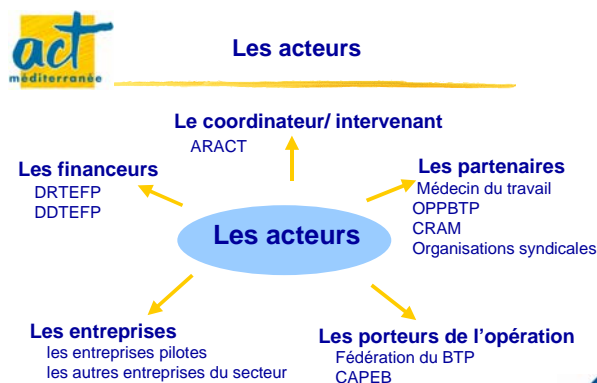 act
méditerranée
Les acteurs
Le coordinateur/ intervenant
ARACT
Les financeurs
DRTEFP
DDTEFP
Les partenaires
Médecin du travail
OPPBTP
CRAM
Organisations syndicales
Les acteurs
Les entreprises
les entreprises pilotes
les autres entreprises du secteur
Les porteurs de l’opération
Fédération du BTP
CAPEB